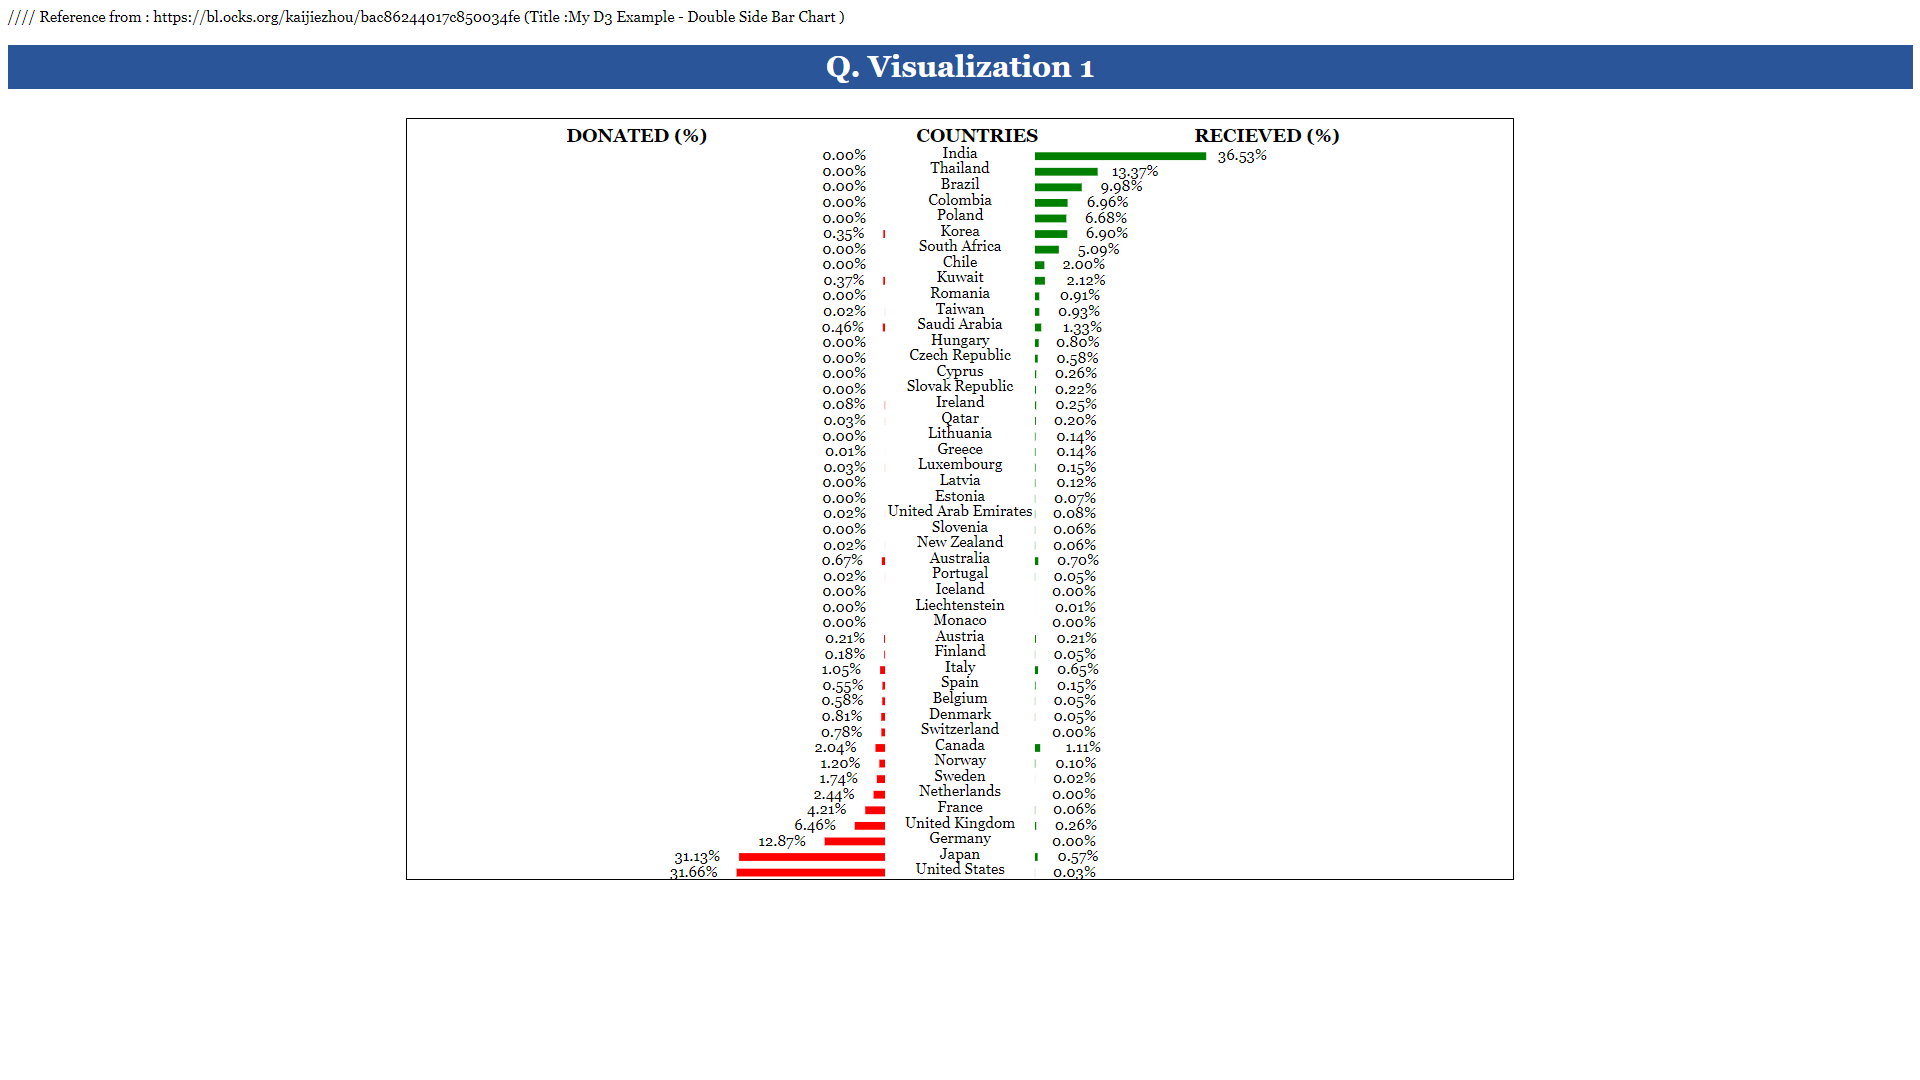 //// Reference from : https://bl.ocks.org/kaijiezhou/bac86244017c850034fe (Title :My D3 Example - Double Side Bar Chart )
Q. Visualization 1
DONATED (%) COUNTRIES RECIEVED (%)
0.00% India 36.53%
0.00% Thailand 13.37%
0.00% Brazil 9.98%
0.00% Colombia 6.96%
0.00% Poland 6.68%
0.35% Korea 6.90%
0.00% South Africa 5.09%
0.00% Chile 2.00%
0.37% Kuwait 2.12%
0.00% Romania 0.91%
0.02% Taiwan 0.93%
0.46% Saudi Arabia 1.33%
0.00% Hungary 0.80%
0.00% Czech Republic 0.58%
0.00% Cyprus 0.26%
0.00% Slovak Republic 0.22%
0.08% Ireland 0.25%
0.03% Qatar 0.20%
0.00% Lithuania 0.14%
0.01% Greece 0.14%
0.03% Luxembourg 0.15%
0.00% Latvia 0.12%
0.00% Estonia 0.07%
0.02% United Arab Emirates 0.08%
0.00% Slovenia 0.06%
0.02% New Zealand 0.06%
0.67% Australia 0.70%
0.02% Portugal 0.05%
0.00% Iceland 0.00%
0.00% Liechtenstein 0.01%
0.00% Monaco 0.00%
0.21% Austria 0.21%
0.18% Finland 0.05%
1.05% Italy 0.65%
0.55% Spain 0.15%
0.58% Belgium 0.05%
0.81% Denmark 0.05%
0.78% Switzerland 0.00%
2.04% Canada 1.11%
1.20% Norway 0.10%
1.74% Sweden 0.02%
2.44% Netherlands 0.00%
4.21% France 0.06%
6.46% United Kingdom 0.26%
12.87% Germany 0.00%
31.13% Japan 0.57%
31.66% United States 0.03%